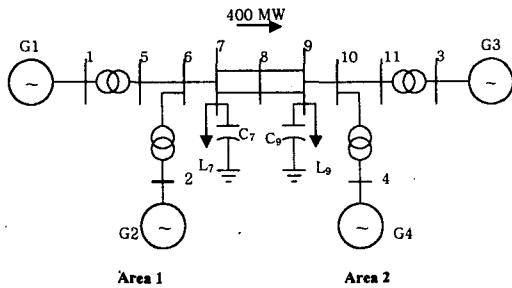 400 MW
G1 1 5 6 7 8 9 10 11 3 G3
~ ~
C₇ C₉
L₇ L₉
2 4
G2 ~ ~ G4
Area 1 Area 2